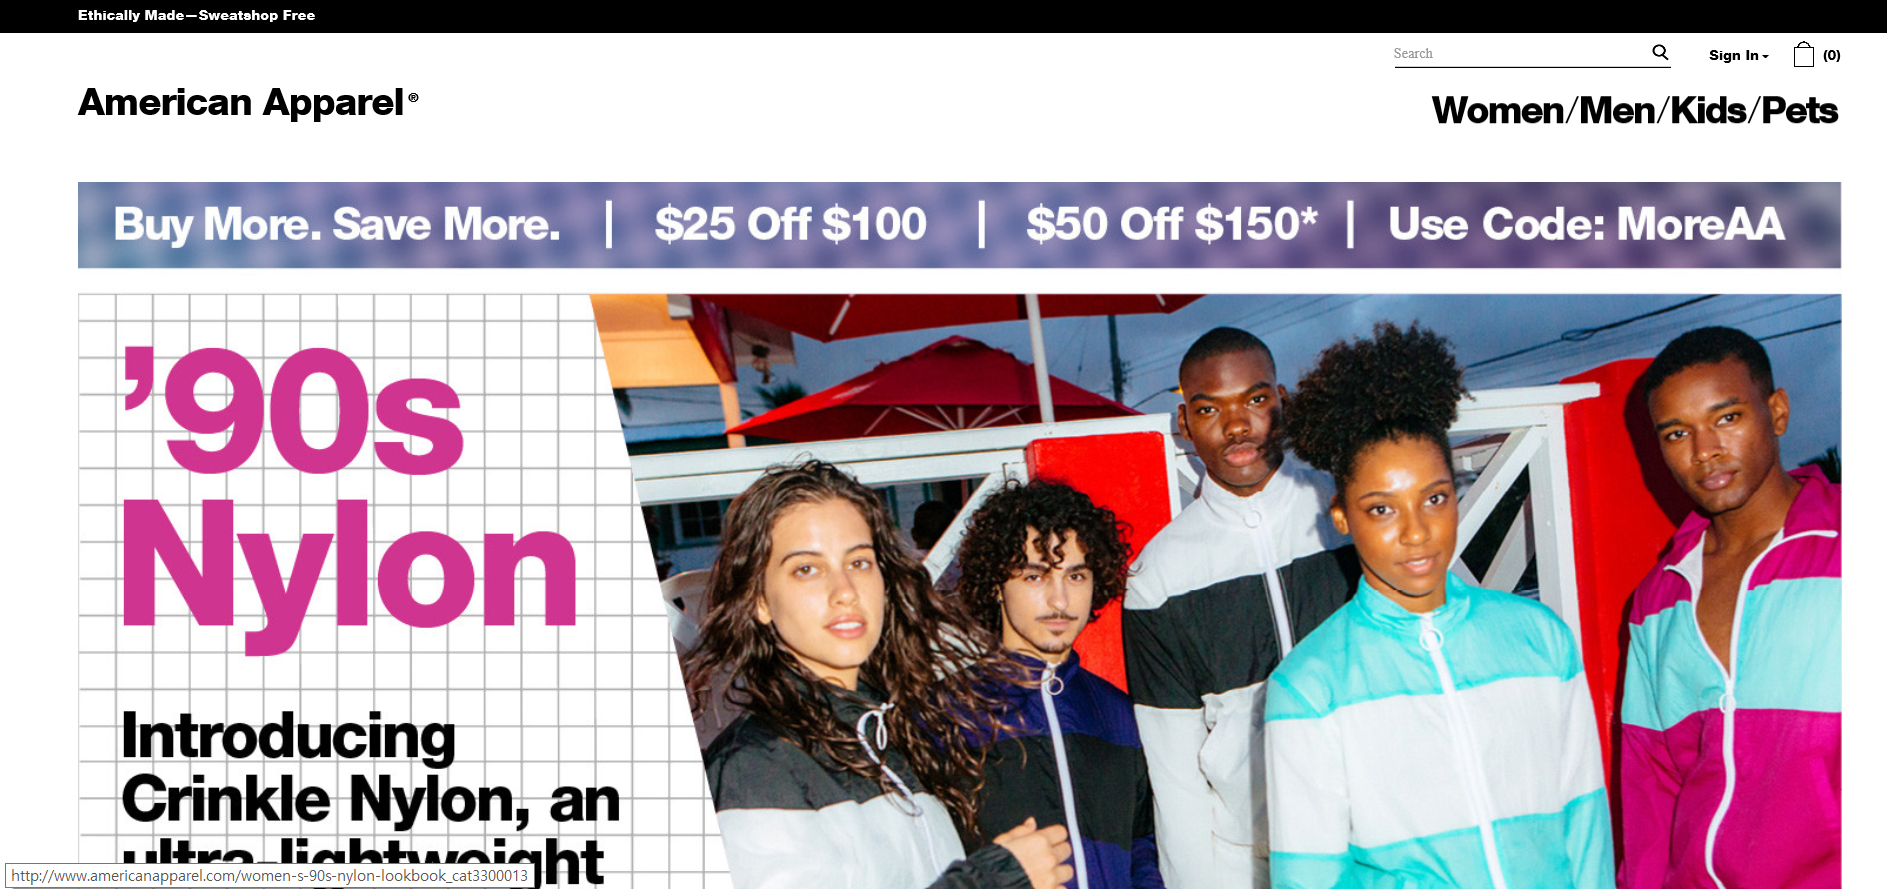 Ethically Made—Sweatshop Free
Search
Sign In
(0)
American Apparel®
Women/Men/Kids/Pets
Buy More. Save More. | $25 Off $100 | $50 Off $150* | Use Code: MoreAA
’90s
Nylon
Introducing
Crinkle Nylon, an
ultra-lightweight
http://www.americanapparel.com/women-s-90s-nylon-lookbook_cat3300013